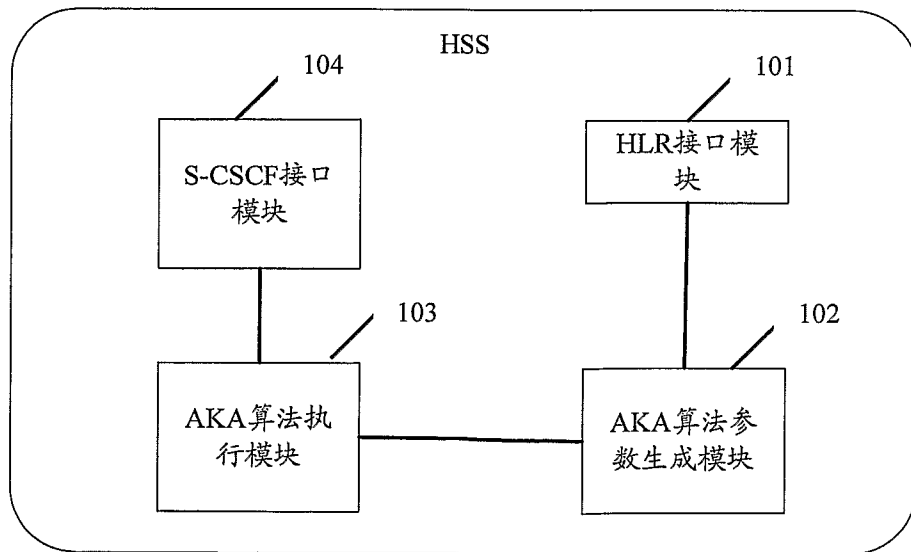 HSS
104
101
S-CSCF接口
模块
HLR接口模
块
103
102
AKA算法执
行模块
AKA算法参
数生成模块